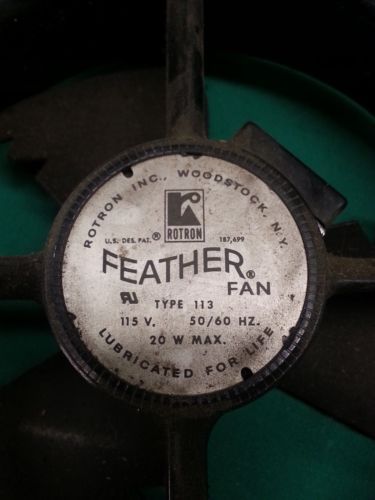 ROTRON INC., WOODSTOCK, N.Y.
U.S. DES. PAT. ® ROTRON 187,699
FEATHER®
FAN
TYPE 113
115 V. 50/60 HZ.
20 W MAX.
LUBRICATED FOR LIFE